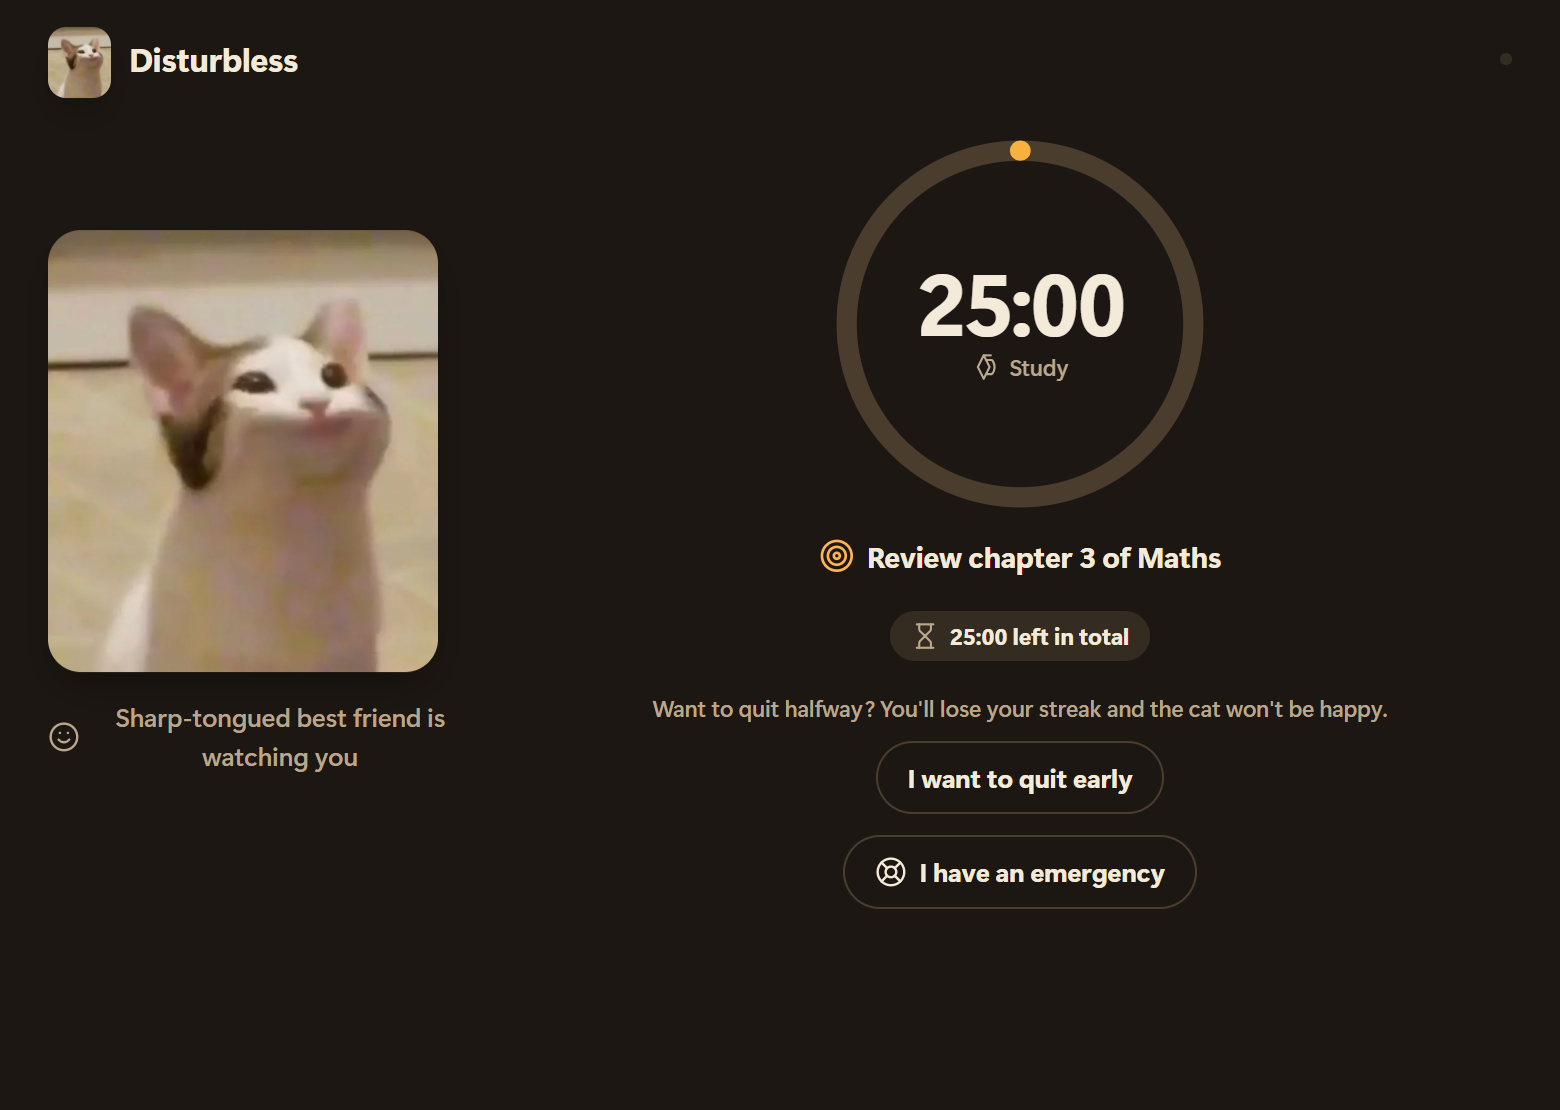 Disturbless
25:00
Study
Review chapter 3 of Maths
25:00 left in total
Sharp-tongued best friend is
watching you
Want to quit halfway? You'll lose your streak and the cat won't be happy.
I want to quit early
I have an emergency